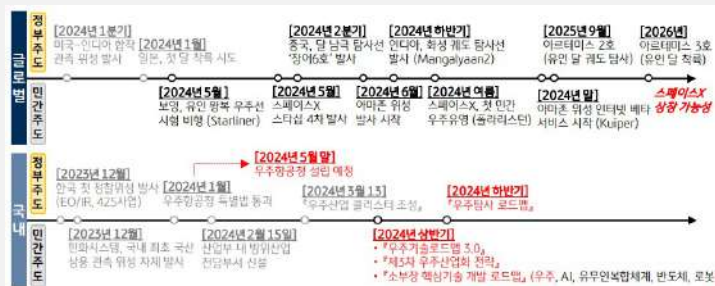 글로벌
정부주도
민간주도
[2024년 1분기]
미국-인디아 합작
관측 위성 발사
[2024년 1월]
일본, 첫 달 착륙 시도
[2024년 2분기]
중국, 달 남극 탐사선
'창어6호' 발사
[2024년 하반기]
인디아, 화성 궤도 탐사선
발사 (Mangalyaan2)
[2025년 9월]
아르테미스 2호
(유인 달 궤도 탐사)
[2026년]
아르테미스 3호
(유인 달 착륙)
[2024년 5월]
보잉, 유인 왕복 우주선
시험 비행 (Starliner)
[2024년 5월]
스페이스X
스타십 4차 발사
[2024년 6월]
아마존 위성
발사 시작
[2024년 여름]
스페이스X, 첫 민간
우주유영 (폴라리스던)
[2024년 말]
아마존 위성 인터넷 베타
서비스 시작 (Kuiper)
스페이스X
상장 가능성
국내
정부주도
민간주도
[2023년 12월]
한국 첫 정찰위성 발사
(EO/IR, 425사업)
[2024년 5월 말]
우주항공청 설립 예정
[2024년 1월]
우주항공청 특별법 통과
[2024년 3월 13]
『우주산업 클러스터 조성』
[2024년 하반기]
『우주탐사 로드맵』
[2023년 12월]
한화시스템, 국내 최초 국산
상용 관측 위성 자체 발사
[2024년 2월 15일]
산업부 내 방위산업
전담부서 신설
[2024년 상반기]
• 『우주기술로드맵 3.0』
• 『제3차 우주산업화 전략』
• 『소부장 핵심기술 개발 로드맵』 (우주, AI, 유무인복합체계, 반도체, 로봇